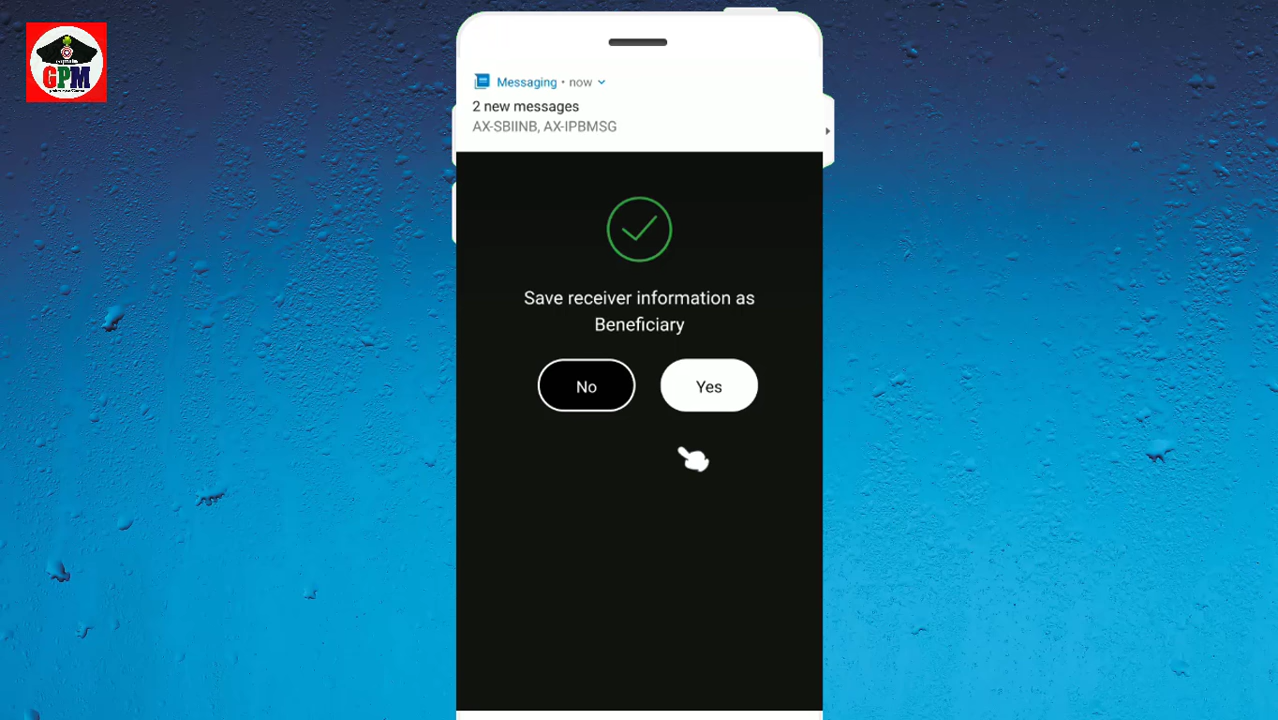 GPM
Messaging • now
2 new messages
AX-SBIINB, AX-IPBMSG
Save receiver information as
Beneficiary
No
Yes